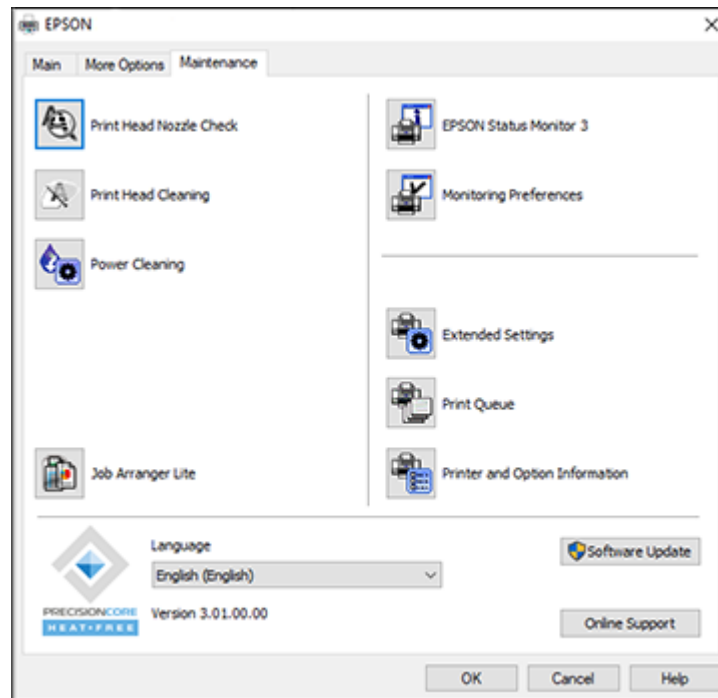 EPSON
Main More Options Maintenance
Print Head Nozzle Check
Print Head Cleaning
Power Cleaning
Job Arranger Lite
EPSON Status Monitor 3
Monitoring Preferences
Extended Settings
Print Queue
Printer and Option Information
PRECISIONCORE
HEAT-FREE
Language
English (English)
Version 3.01.00.00
Software Update
Online Support
OK Cancel Help